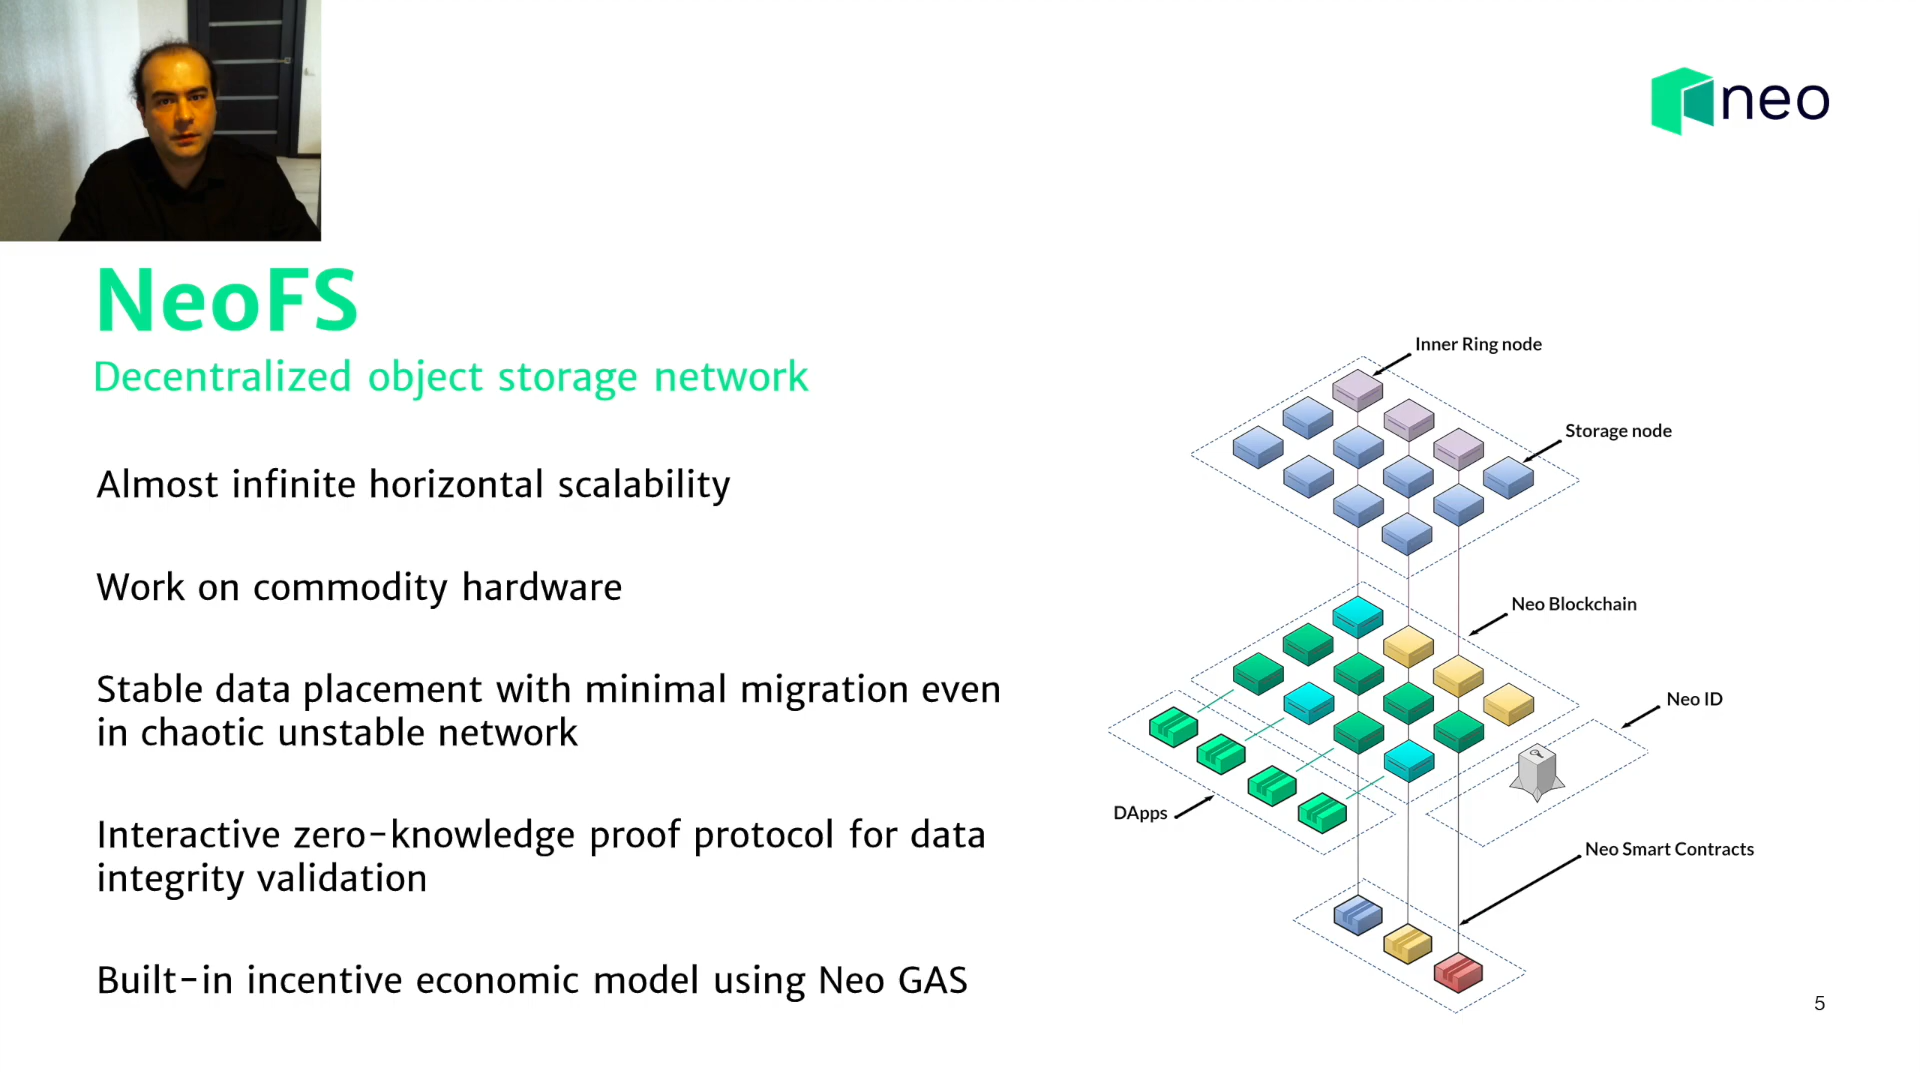 neo
NeoFS
Decentralized object storage network
Almost infinite horizontal scalability
Work on commodity hardware
Stable data placement with minimal migration even
in chaotic unstable network
Interactive zero-knowledge proof protocol for data
integrity validation
Built-in incentive economic model using Neo GAS
Inner Ring node
Storage node
Neo Blockchain
Neo ID
DApps
Neo Smart Contracts
5